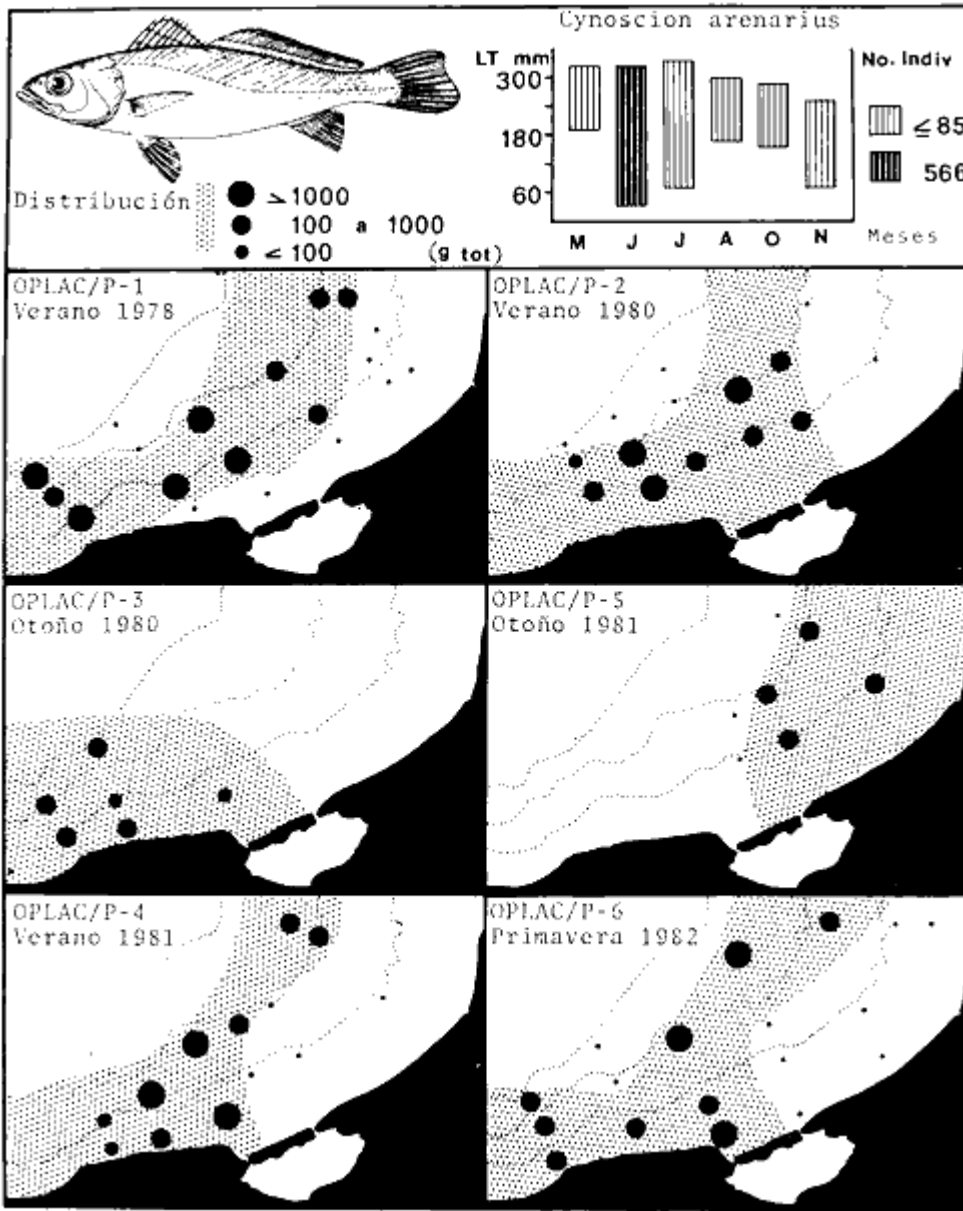 Cynoscion arenarius
LT mm
300
180
60
M J J A O N
Meses
No. Indiv
≤ 85
566
Distribución
> 1000
100 a 1000
≤ 100 (g tot)
OPLAC/P-1
Verano 1978
OPLAC/P-2
Verano 1980
OPLAC/P-3
Otoño 1980
OPLAC/P-5
Otoño 1981
OPLAC/P-4
Verano 1981
OPLAC/P-6
Primavera 1982